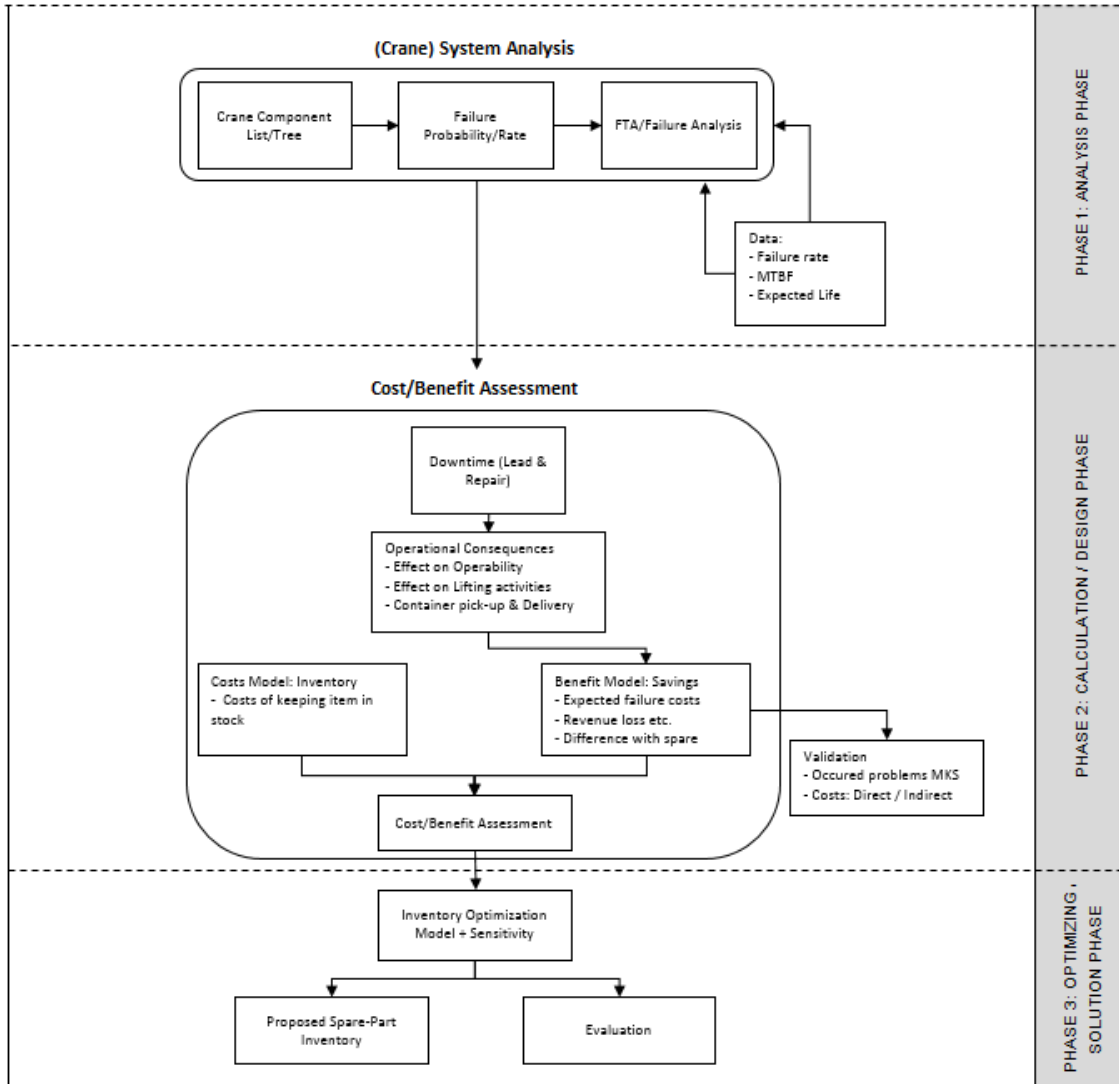 (Crane) System Analysis
Crane Component
List/Tree
Failure
Probability/Rate
FTA/Failure Analysis
Data:
- Failure rate
- MTBF
- Expected Life
PHASE 1: ANALYSIS PHASE
Cost/Benefit Assessment
Downtime (Lead &
Repair)
Operational Consequences
- Effect on Operability
- Effect on Lifting activities
- Container pick-up & Delivery
Costs Model: Inventory
- Costs of keeping item in
stock
Benefit Model: Savings
- Expected failure costs
- Revenue loss etc.
- Difference with spare
Validation
- Occured problems MKS
- Costs: Direct / Indirect
Cost/Benefit Assessment
PHASE 2: CALCULATION / DESIGN PHASE
Inventory Optimization
Model + Sensitivity
Proposed Spare-Part
Inventory
Evaluation
PHASE 3: OPTIMIZING ,
SOLUTION PHASE